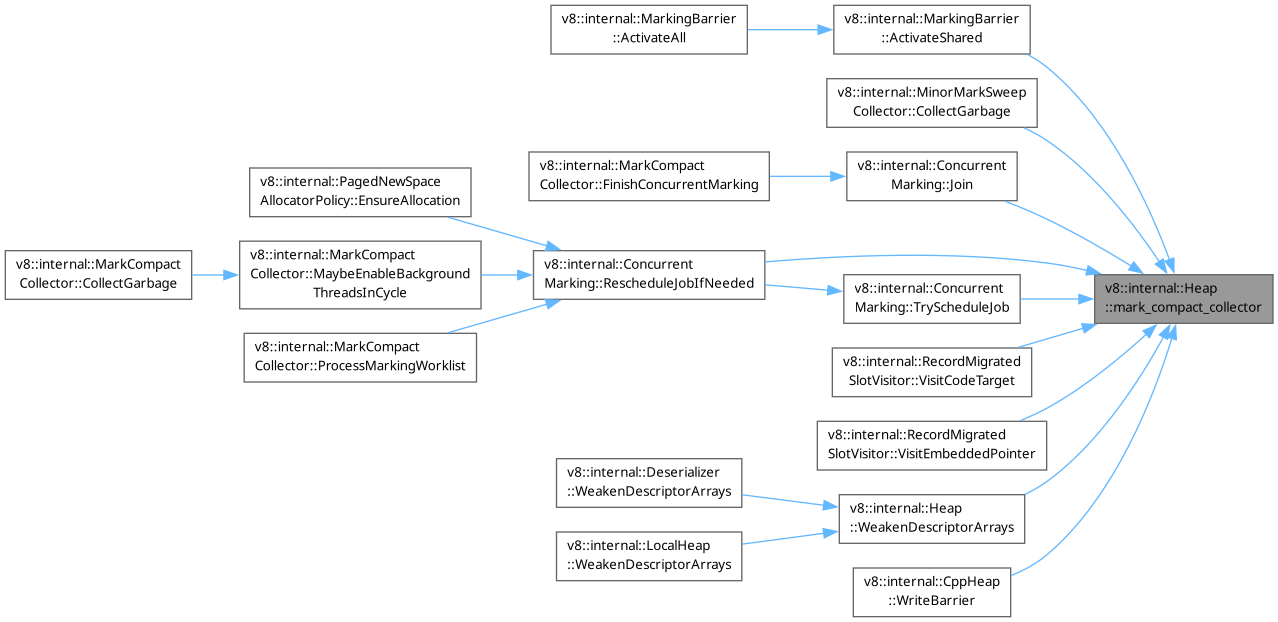 v8::internal::MarkingBarrier
::ActivateAll
v8::internal::MarkingBarrier
::ActivateShared
v8::internal::MinorMarkSweep
Collector::CollectGarbage
v8::internal::MarkCompact
Collector::FinishConcurrentMarking
v8::internal::Concurrent
Marking::Join
v8::internal::PagedNewSpace
AllocatorPolicy::EnsureAllocation
v8::internal::MarkCompact
Collector::CollectGarbage
v8::internal::MarkCompact
Collector::MaybeEnableBackground
ThreadsInCycle
v8::internal::Concurrent
Marking::RescheduleJobIfNeeded
v8::internal::Concurrent
Marking::TryScheduleJob
v8::internal::Heap
::mark_compact_collector
v8::internal::MarkCompact
Collector::ProcessMarkingWorklist
v8::internal::RecordMigrated
SlotVisitor::VisitCodeTarget
v8::internal::RecordMigrated
SlotVisitor::VisitEmbeddedPointer
v8::internal::Deserializer
::WeakenDescriptorArrays
v8::internal::Heap
::WeakenDescriptorArrays
v8::internal::LocalHeap
::WeakenDescriptorArrays
v8::internal::CppHeap
::WriteBarrier